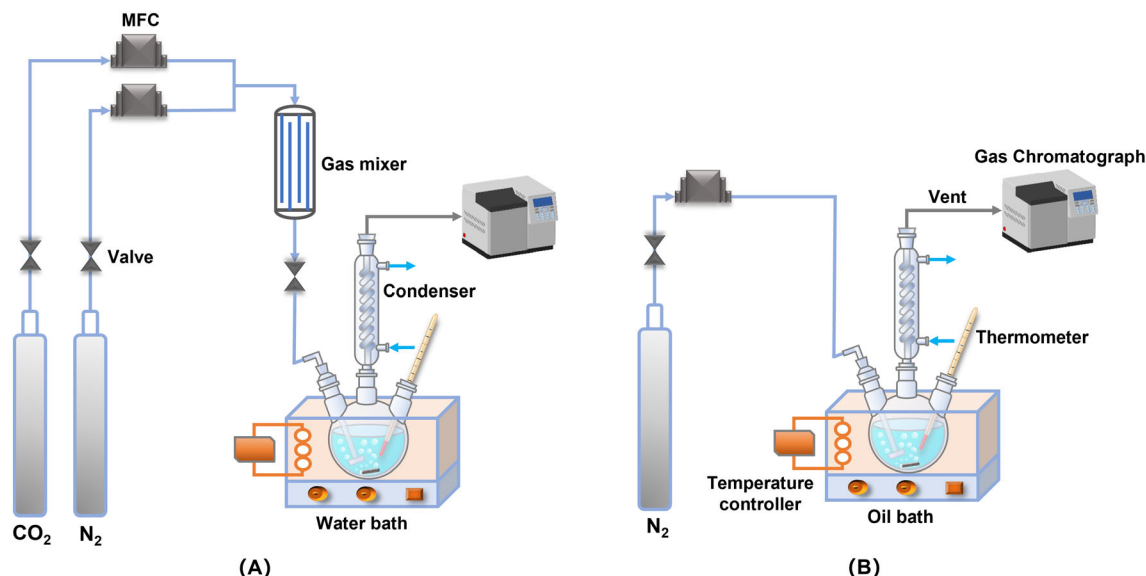 MFC
Gas mixer
Valve
Condenser
CO₂
N₂
Water bath
(A)
Gas Chromatograph
Vent
Thermometer
Temperature
controller
N₂
Oil bath
(B)